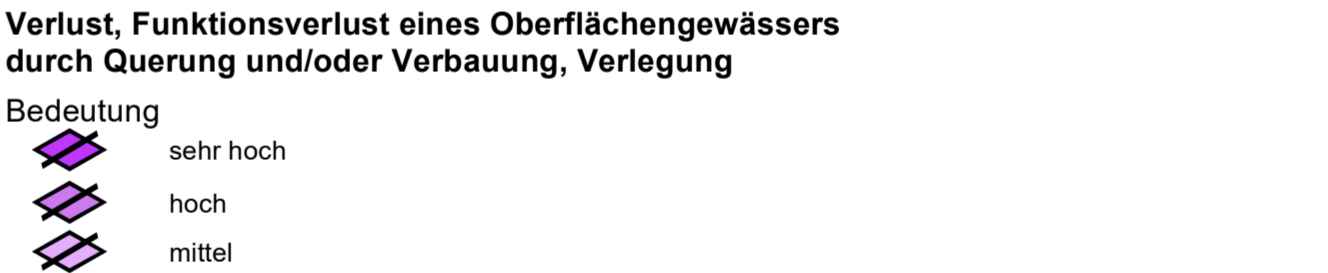 Verlust, Funktionsverlust eines Oberflächengewässers
durch Querung und/oder Verbauung, Verlegung
Bedeutung
sehr hoch
hoch
mittel